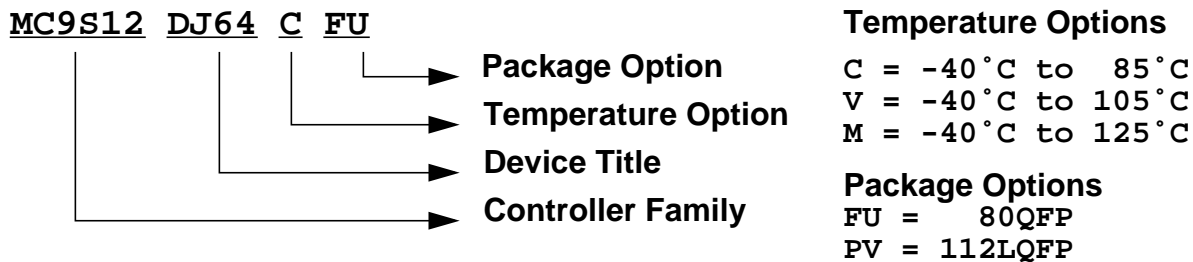 MC9S12 DJ64 C FU
Package Option
Temperature Option
Device Title
Controller Family
Temperature Options
C = -40˚C to 85˚C
V = -40˚C to 105˚C
M = -40˚C to 125˚C
Package Options
FU = 80QFP
PV = 112LQFP